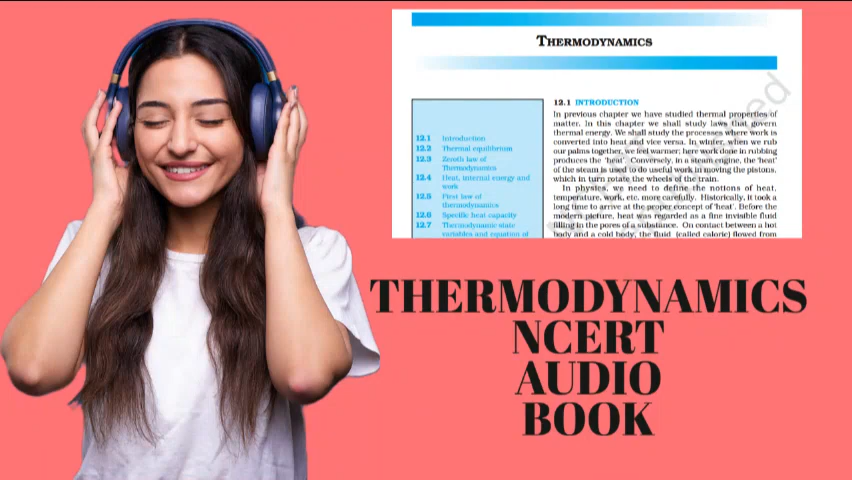 THERMODYNAMICS
12.1 INTRODUCTION
In previous chapter we have studied thermal properties of
matter. In this chapter we shall study laws that govern
thermal energy. We shall study the processes where work is
converted into heat and vice versa. In winter, when we rub
our palms together, we feel warmer; here work done in rubbing
produces the ‘heat’. Conversely, in a steam engine, the ‘heat’
of the steam is used to do useful work in moving the pistons,
which in turn rotate the wheels of the train.
In physics, we need to define the notions of heat,
temperature, work, etc. more carefully. Historically, it took a
long time to arrive at the proper concept of ‘heat’. Before the
modern picture, heat was regarded as a fine invisible fluid
filling in the pores of a substance. On contact between a hot
body and a cold body, the fluid (called caloric) flowed from
12.1 Introduction
12.2 Thermal equilibrium
12.3 Zeroth law of
Thermodynamics
12.4 Heat, internal energy and
work
12.5 First law of
thermodynamics
12.6 Specific heat capacity
12.7 Thermodynamic state
variables and equation of
THERMODYNAMICS
NCERT
AUDIO
BOOK